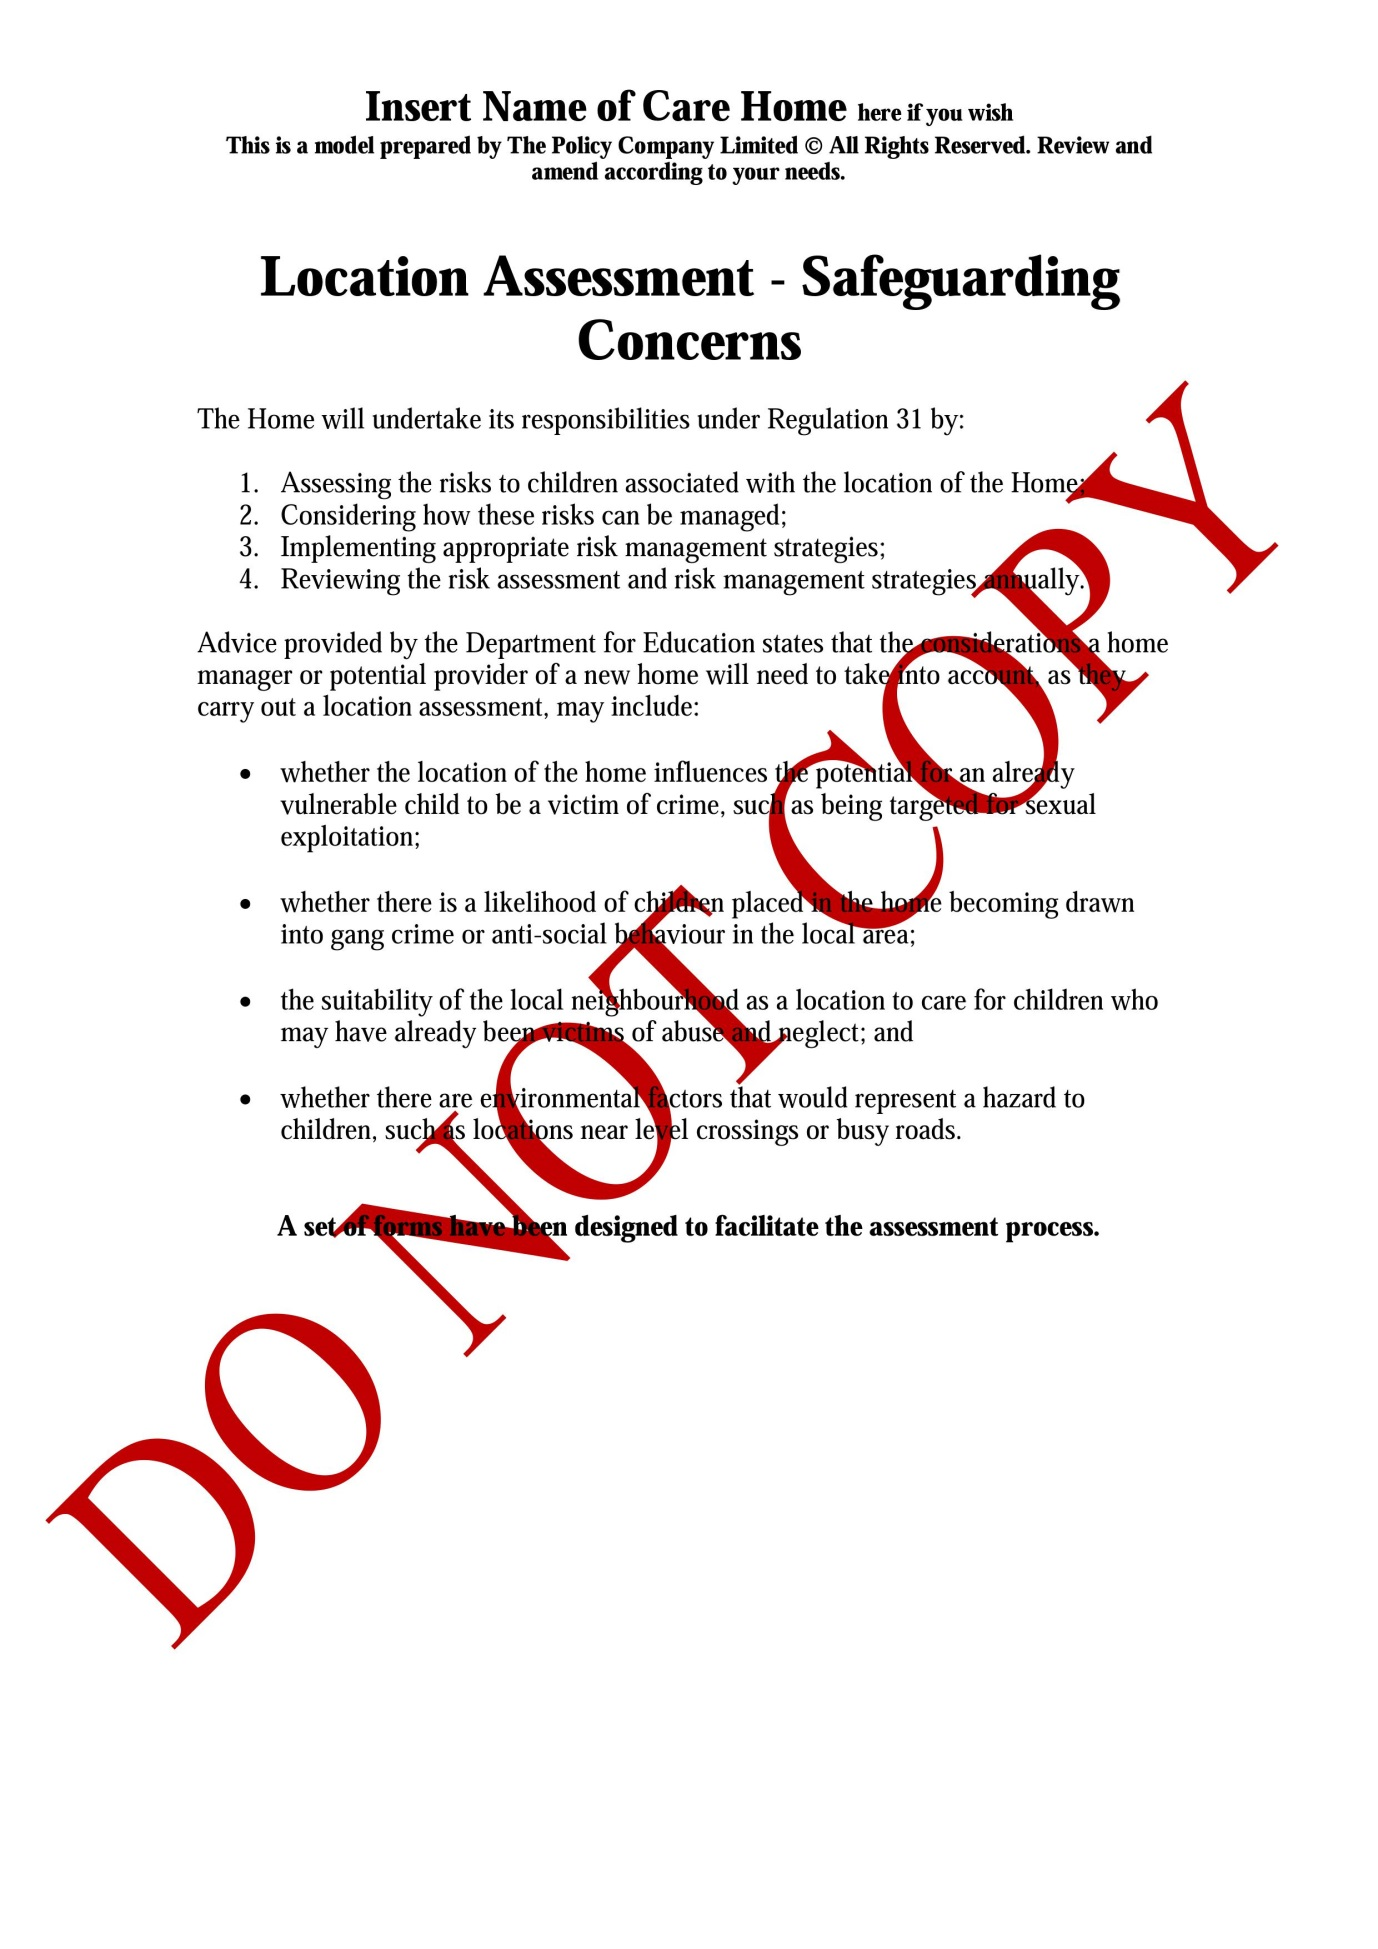 Insert Name of Care Home here if you wish
This is a model prepared by The Policy Company Limited © All Rights Reserved. Review and
amend according to your needs.
Location Assessment - Safeguarding
Concerns
The Home will undertake its responsibilities under Regulation 31 by:
1. Assessing the risks to children associated with the location of the Home;
2. Considering how these risks can be managed;
3. Implementing appropriate risk management strategies;
4. Reviewing the risk assessment and risk management strategies annually.
Advice provided by the Department for Education states that the considerations a home
manager or potential provider of a new home will need to take into account, as they
carry out a location assessment, may include:
• whether the location of the home influences the potential for an already
vulnerable child to be a victim of crime, such as being targeted for sexual
exploitation;
• whether there is a likelihood of children placed in the home becoming drawn
into gang crime or anti-social behaviour in the local area;
• the suitability of the local neighbourhood as a location to care for children who
may have already been victims of abuse and neglect; and
• whether there are environmental factors that would represent a hazard to
children, such as locations near level crossings or busy roads.
A set of forms have been designed to facilitate the assessment process.
DO NOT COPY